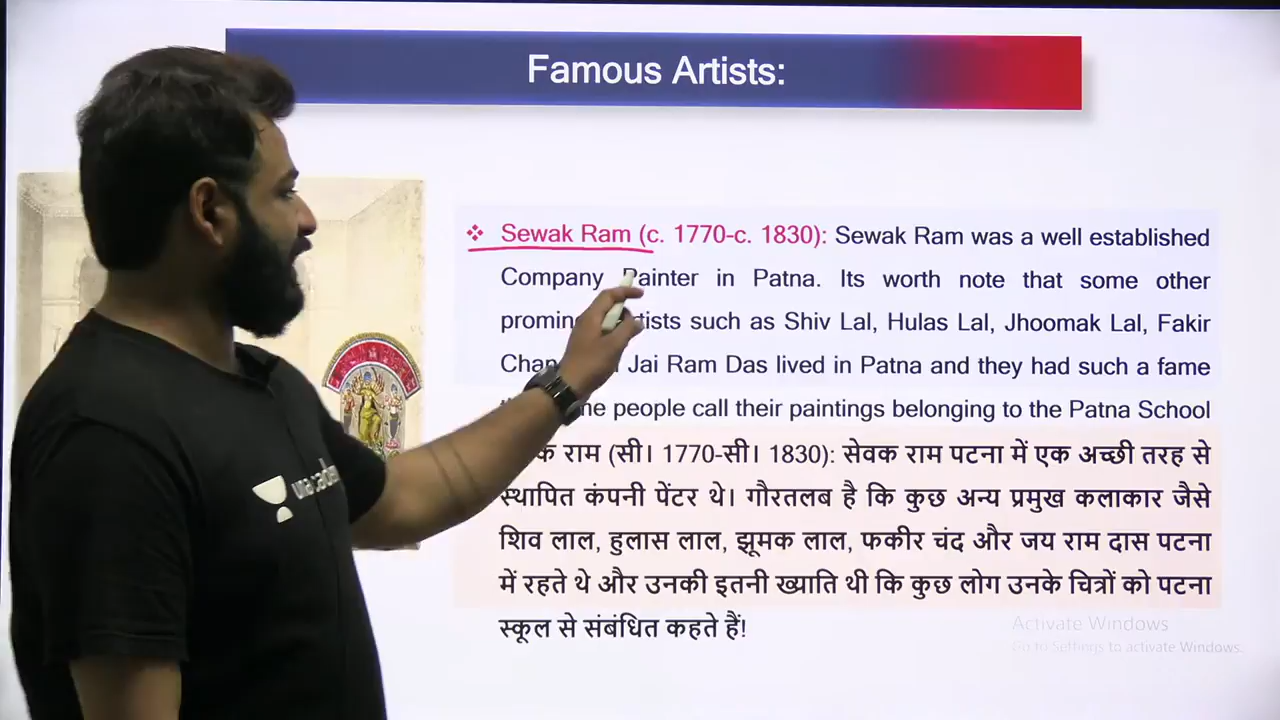 Famous Artists:
❖ Sewak Ram (c. 1770-c. 1830): Sewak Ram was a well established
Company Painter in Patna. Its worth note that some other
such as Shiv Lal, Hulas Lal, Jhoomak Lal, Fakir
Jai Ram Das lived in Patna and they had such a fame
people call their paintings belonging to the Patna School
राम (सी। 1770-सी। 1830): सेवक राम पटना में एक अच्छी तरह से
स्थापित कंपनी पेंटर थे। गौरतलब है कि कुछ अन्य प्रमुख कलाकार जैसे
शिव लाल, हुलास लाल, झूमक लाल, फकीर चंद और जय राम दास पटना
में रहते थे और उनकी इतनी ख्याति थी कि कुछ लोग उनके चित्रों को पटना
स्कूल से संबंधित कहते हैं!
Activate Windows
Go to Settings to activate Windows.